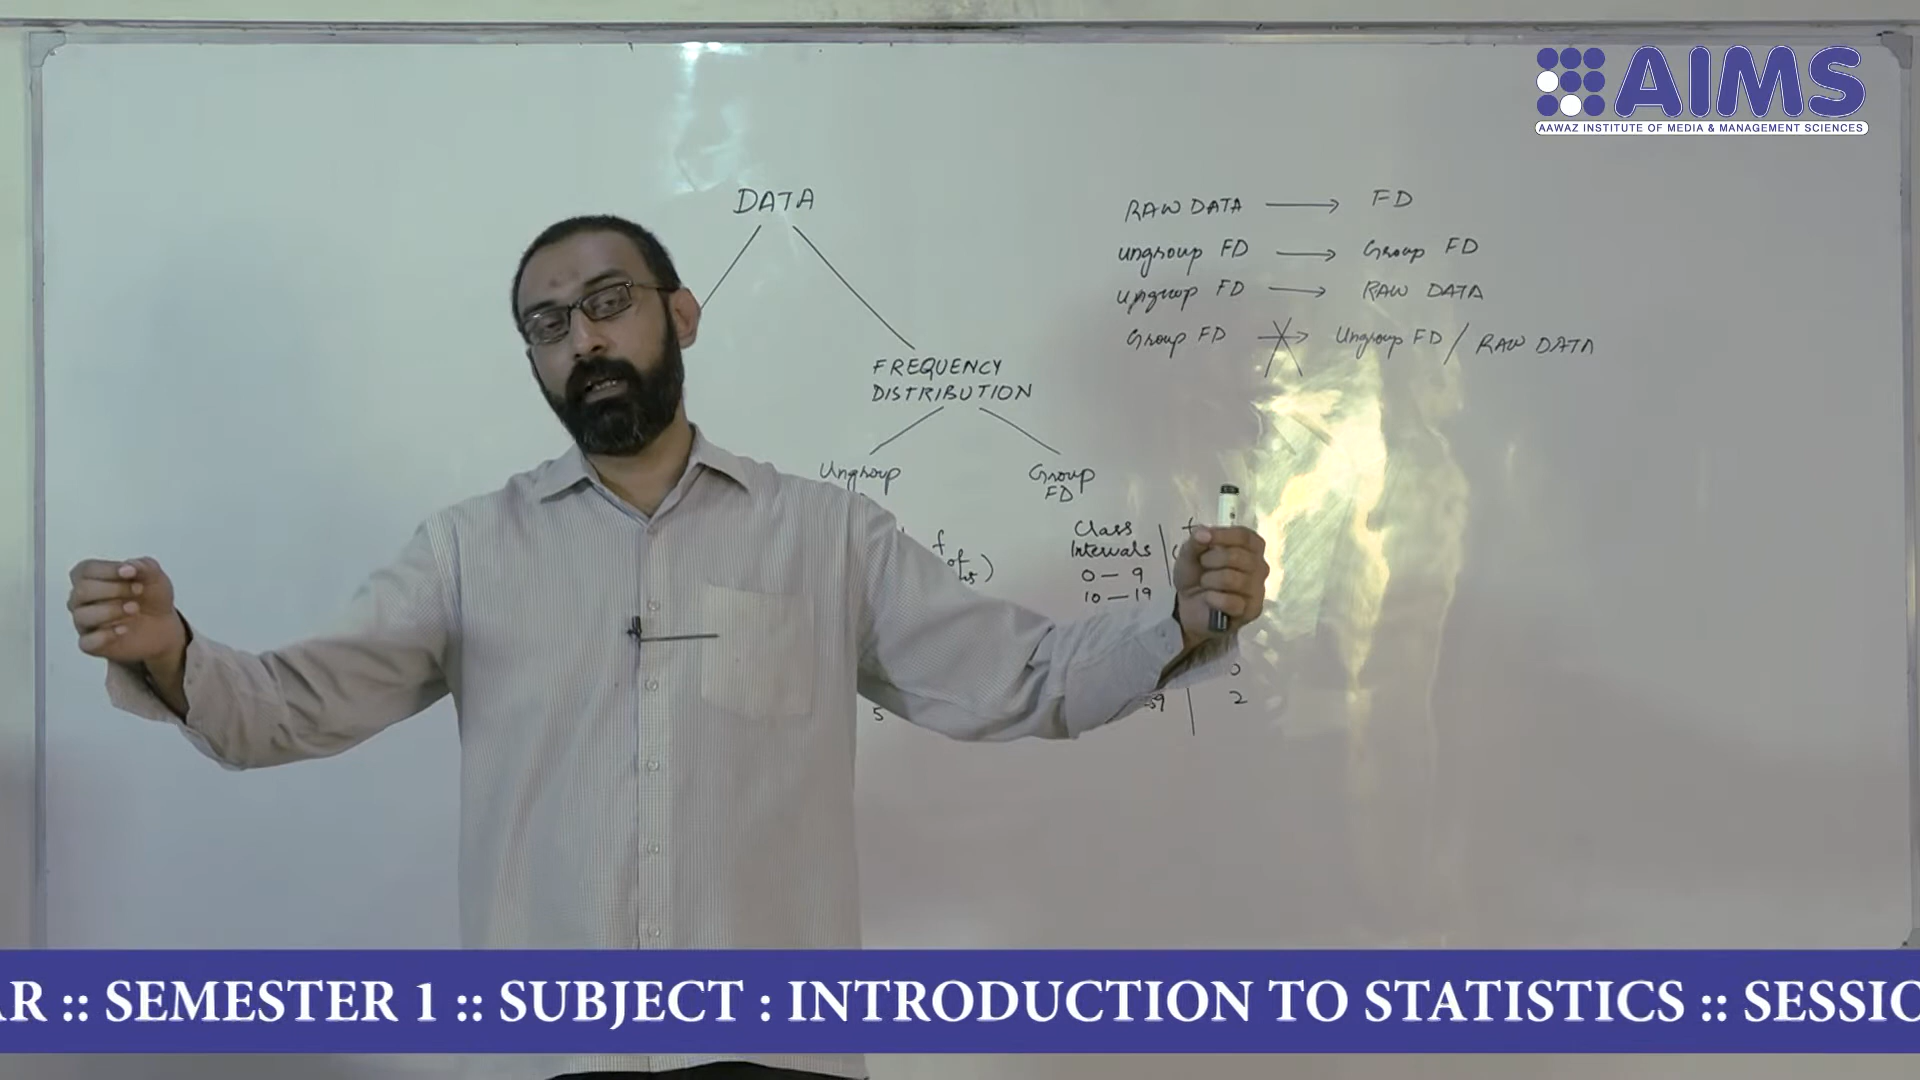 AIMS
AAWAZ INSTITUTE OF MEDIA & MANAGEMENT SCIENCES
DATA
FREQUENCY
DISTRIBUTION
Ungroup
Group
FD
f
of
Class
Intervals
0 — 9
10 — 19
2
5
RAW DATA → FD
ungroup FD → Group FD
ungroup FD → RAW DATA
Group FD → Ungroup FD / RAW DATA
AR :: SEMESTER 1 :: SUBJECT : INTRODUCTION TO STATISTICS :: SESSIO